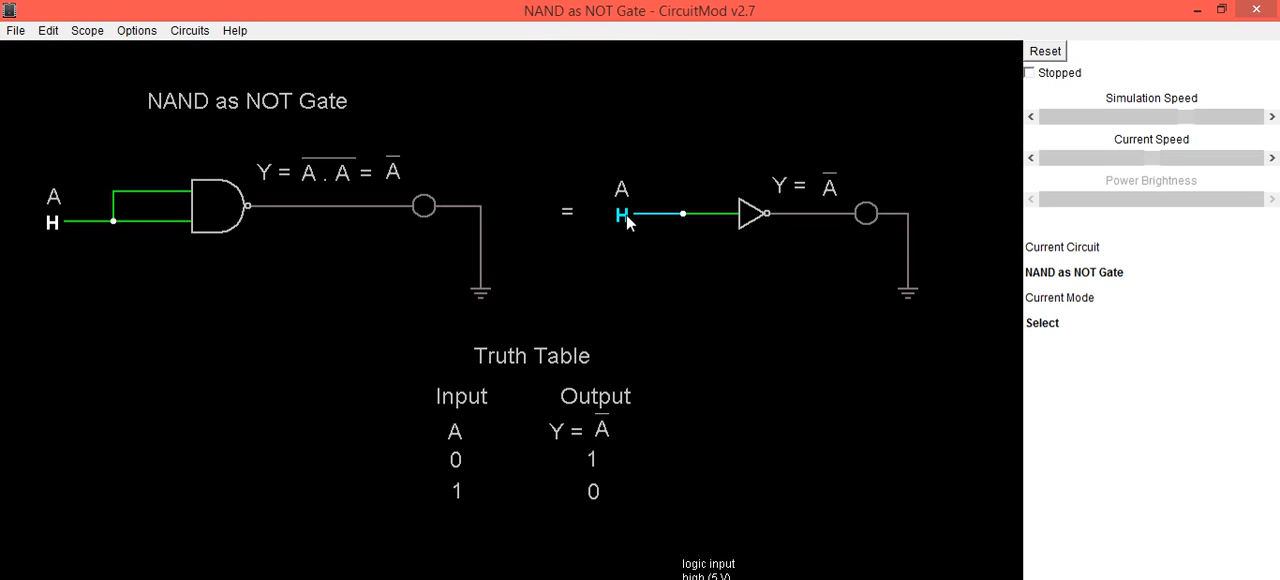 NAND as NOT Gate - CircuitMod v2.7
File Edit Scope Options Circuits Help
Reset
Stopped
Simulation Speed
Current Speed
Power Brightness
Current Circuit
NAND as NOT Gate
Current Mode
Select
NAND as NOT Gate
Y = A . A = A
A
H
=
Y = A
A
H
Truth Table
Input Output
A Y = A
0 1
1 0
logic input
high (5 V)